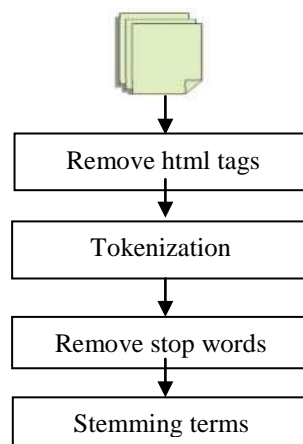 Remove html tags
Tokenization
Remove stop words
Stemming terms